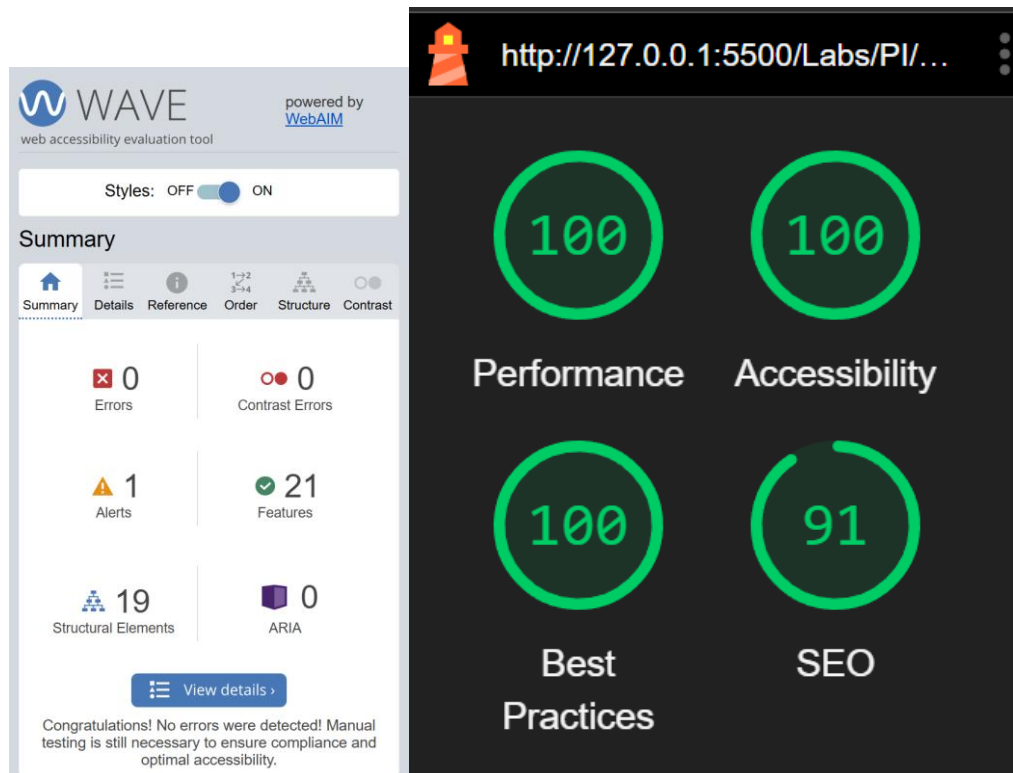 WAVE
powered by
WebAIM
web accessibility evaluation tool
Styles: OFF ON
Summary
Summary Details Reference Order Structure Contrast
0
Errors
0
Contrast Errors
1
Alerts
21
Features
19
Structural Elements
0
ARIA
View details ›
Congratulations! No errors were detected! Manual
testing is still necessary to ensure compliance and
optimal accessibility.
http://127.0.0.1:5500/Labs/PI/...
100
Performance
100
Accessibility
100
Best
Practices
91
SEO